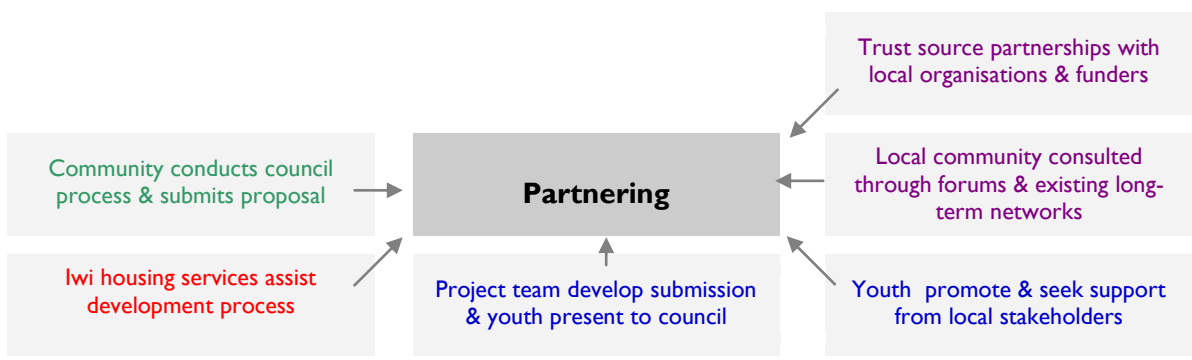 Trust source partnerships with
local organisations & funders
Community conducts council
process & submits proposal
Partnering
Local community consulted
through forums & existing long-
term networks
Iwi housing services assist
development process
Project team develop submission
& youth present to council
Youth  promote & seek support
from local stakeholders